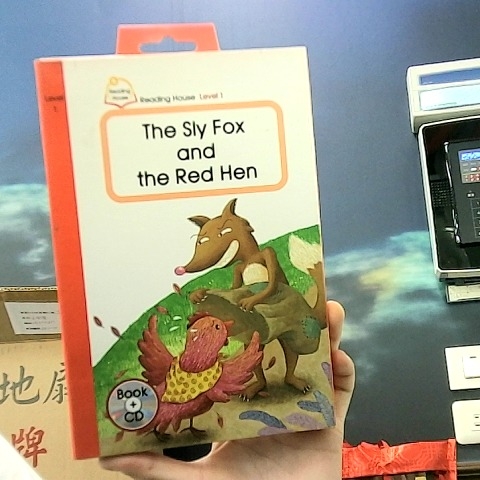 Level
1
Reading
House
Reading House Level 1
The Sly Fox
and
the Red Hen
Book
+
CD
地扇
牌